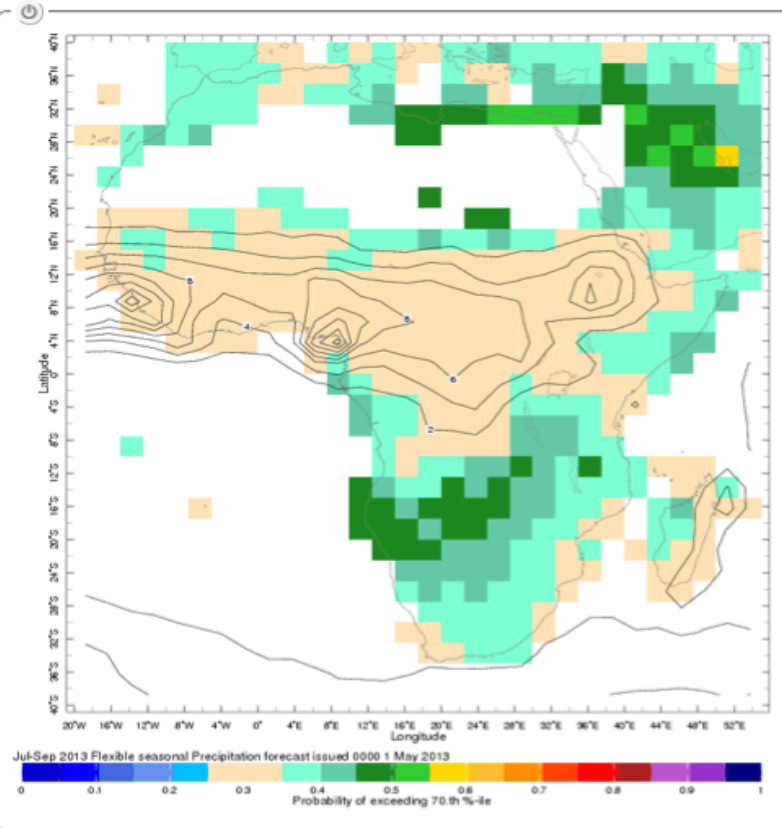 40°N
36°N
32°N
28°N
24°N
20°N
16°N
12°N
8°N
4°N
0°
4°S
8°S
12°S
16°S
20°S
24°S
28°S
32°S
36°S
40°S
Latitude
6
4
6
6
2
20°W 16°W 12°W 8°W 4°W 0° 4°E 8°E 12°E 16°E 20°E 24°E 28°E 32°E 36°E 40°E 44°E 48°E 52°E
Longitude
Jul-Sep 2013 Flexible seasonal Precipitation forecast issued 0000 1 May 2013
0 0.1 0.2 0.3 0.4 0.5 0.6 0.7 0.8 0.9 1
Probability of exceeding 70.th %-ile